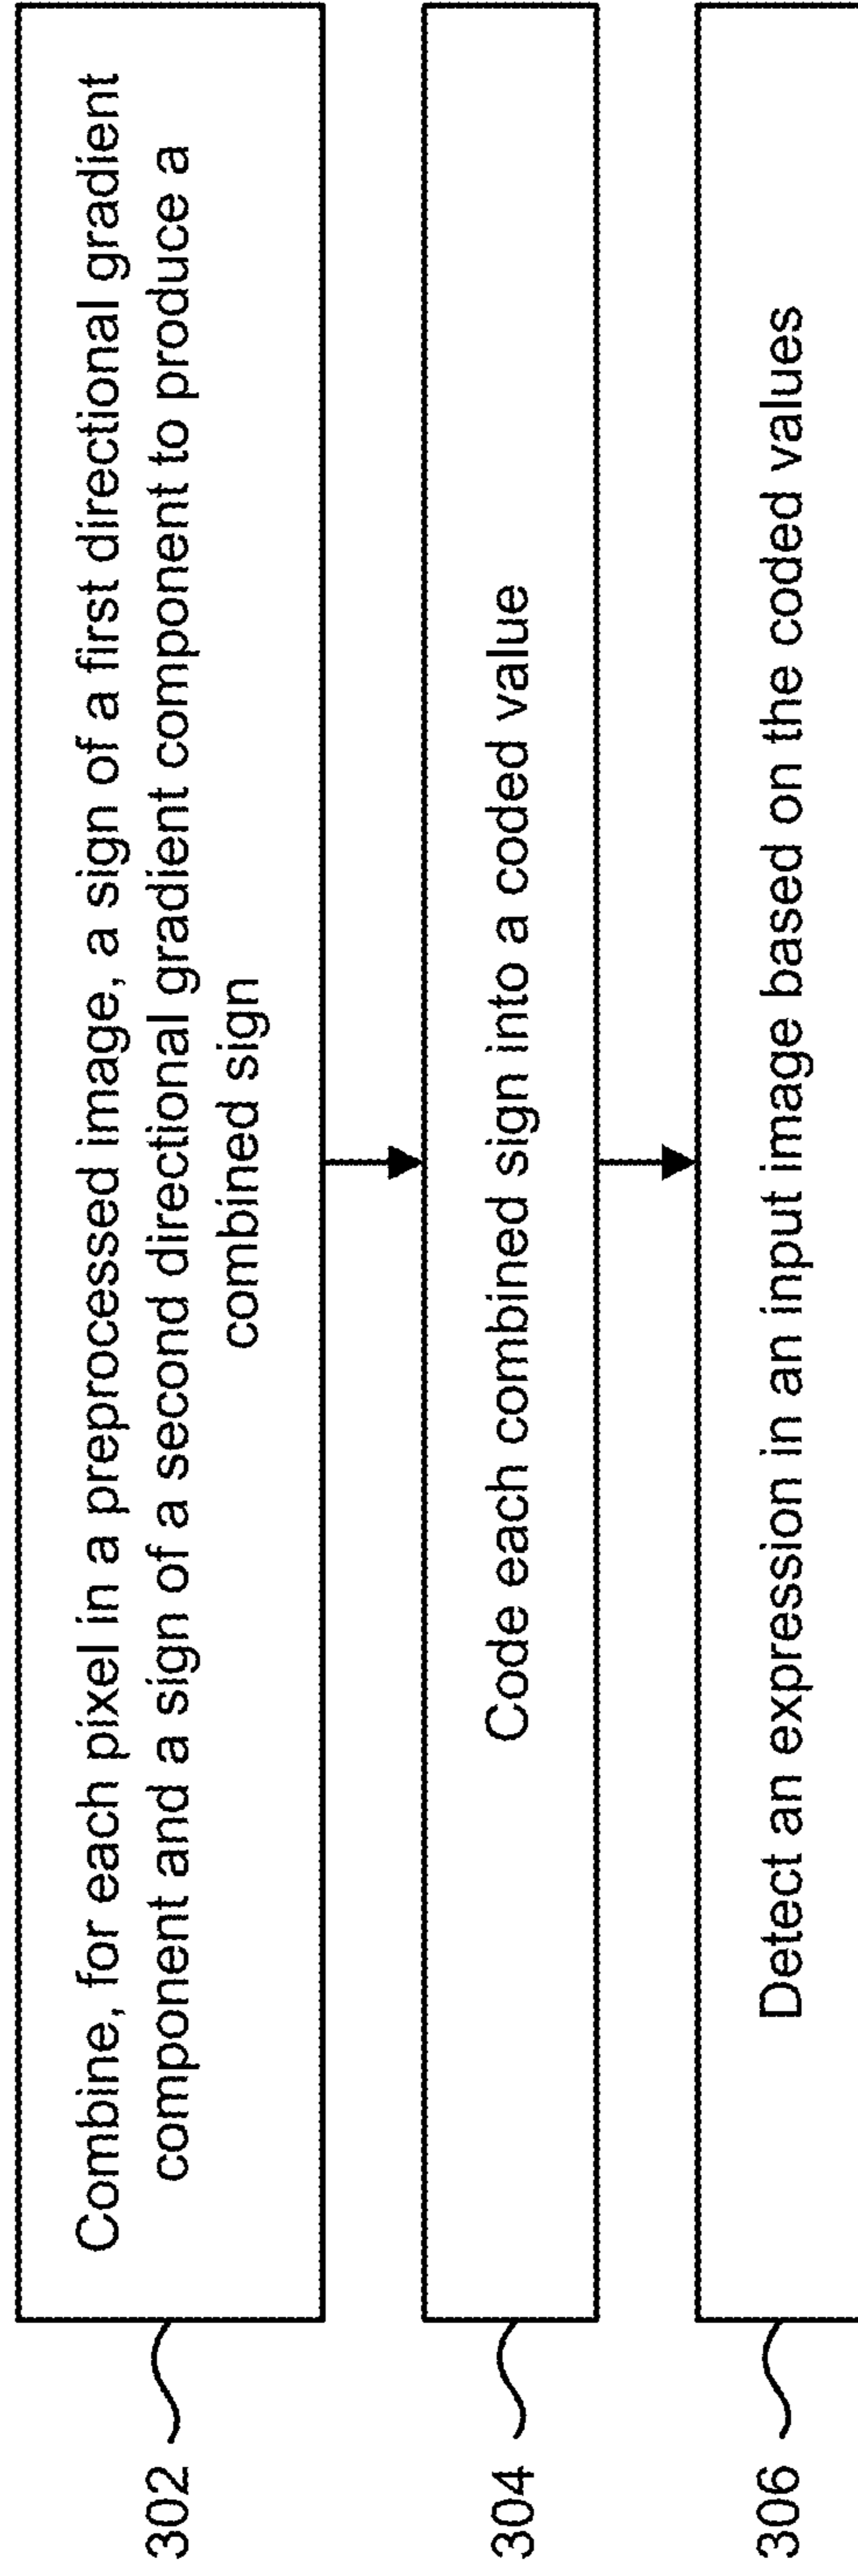 302
Combine, for each pixel in a preprocessed image, a sign of a first directional gradient
component and a sign of a second directional gradient component to produce a
combined sign
304
Code each combined sign into a coded value
306
Detect an expression in an input image based on the coded values